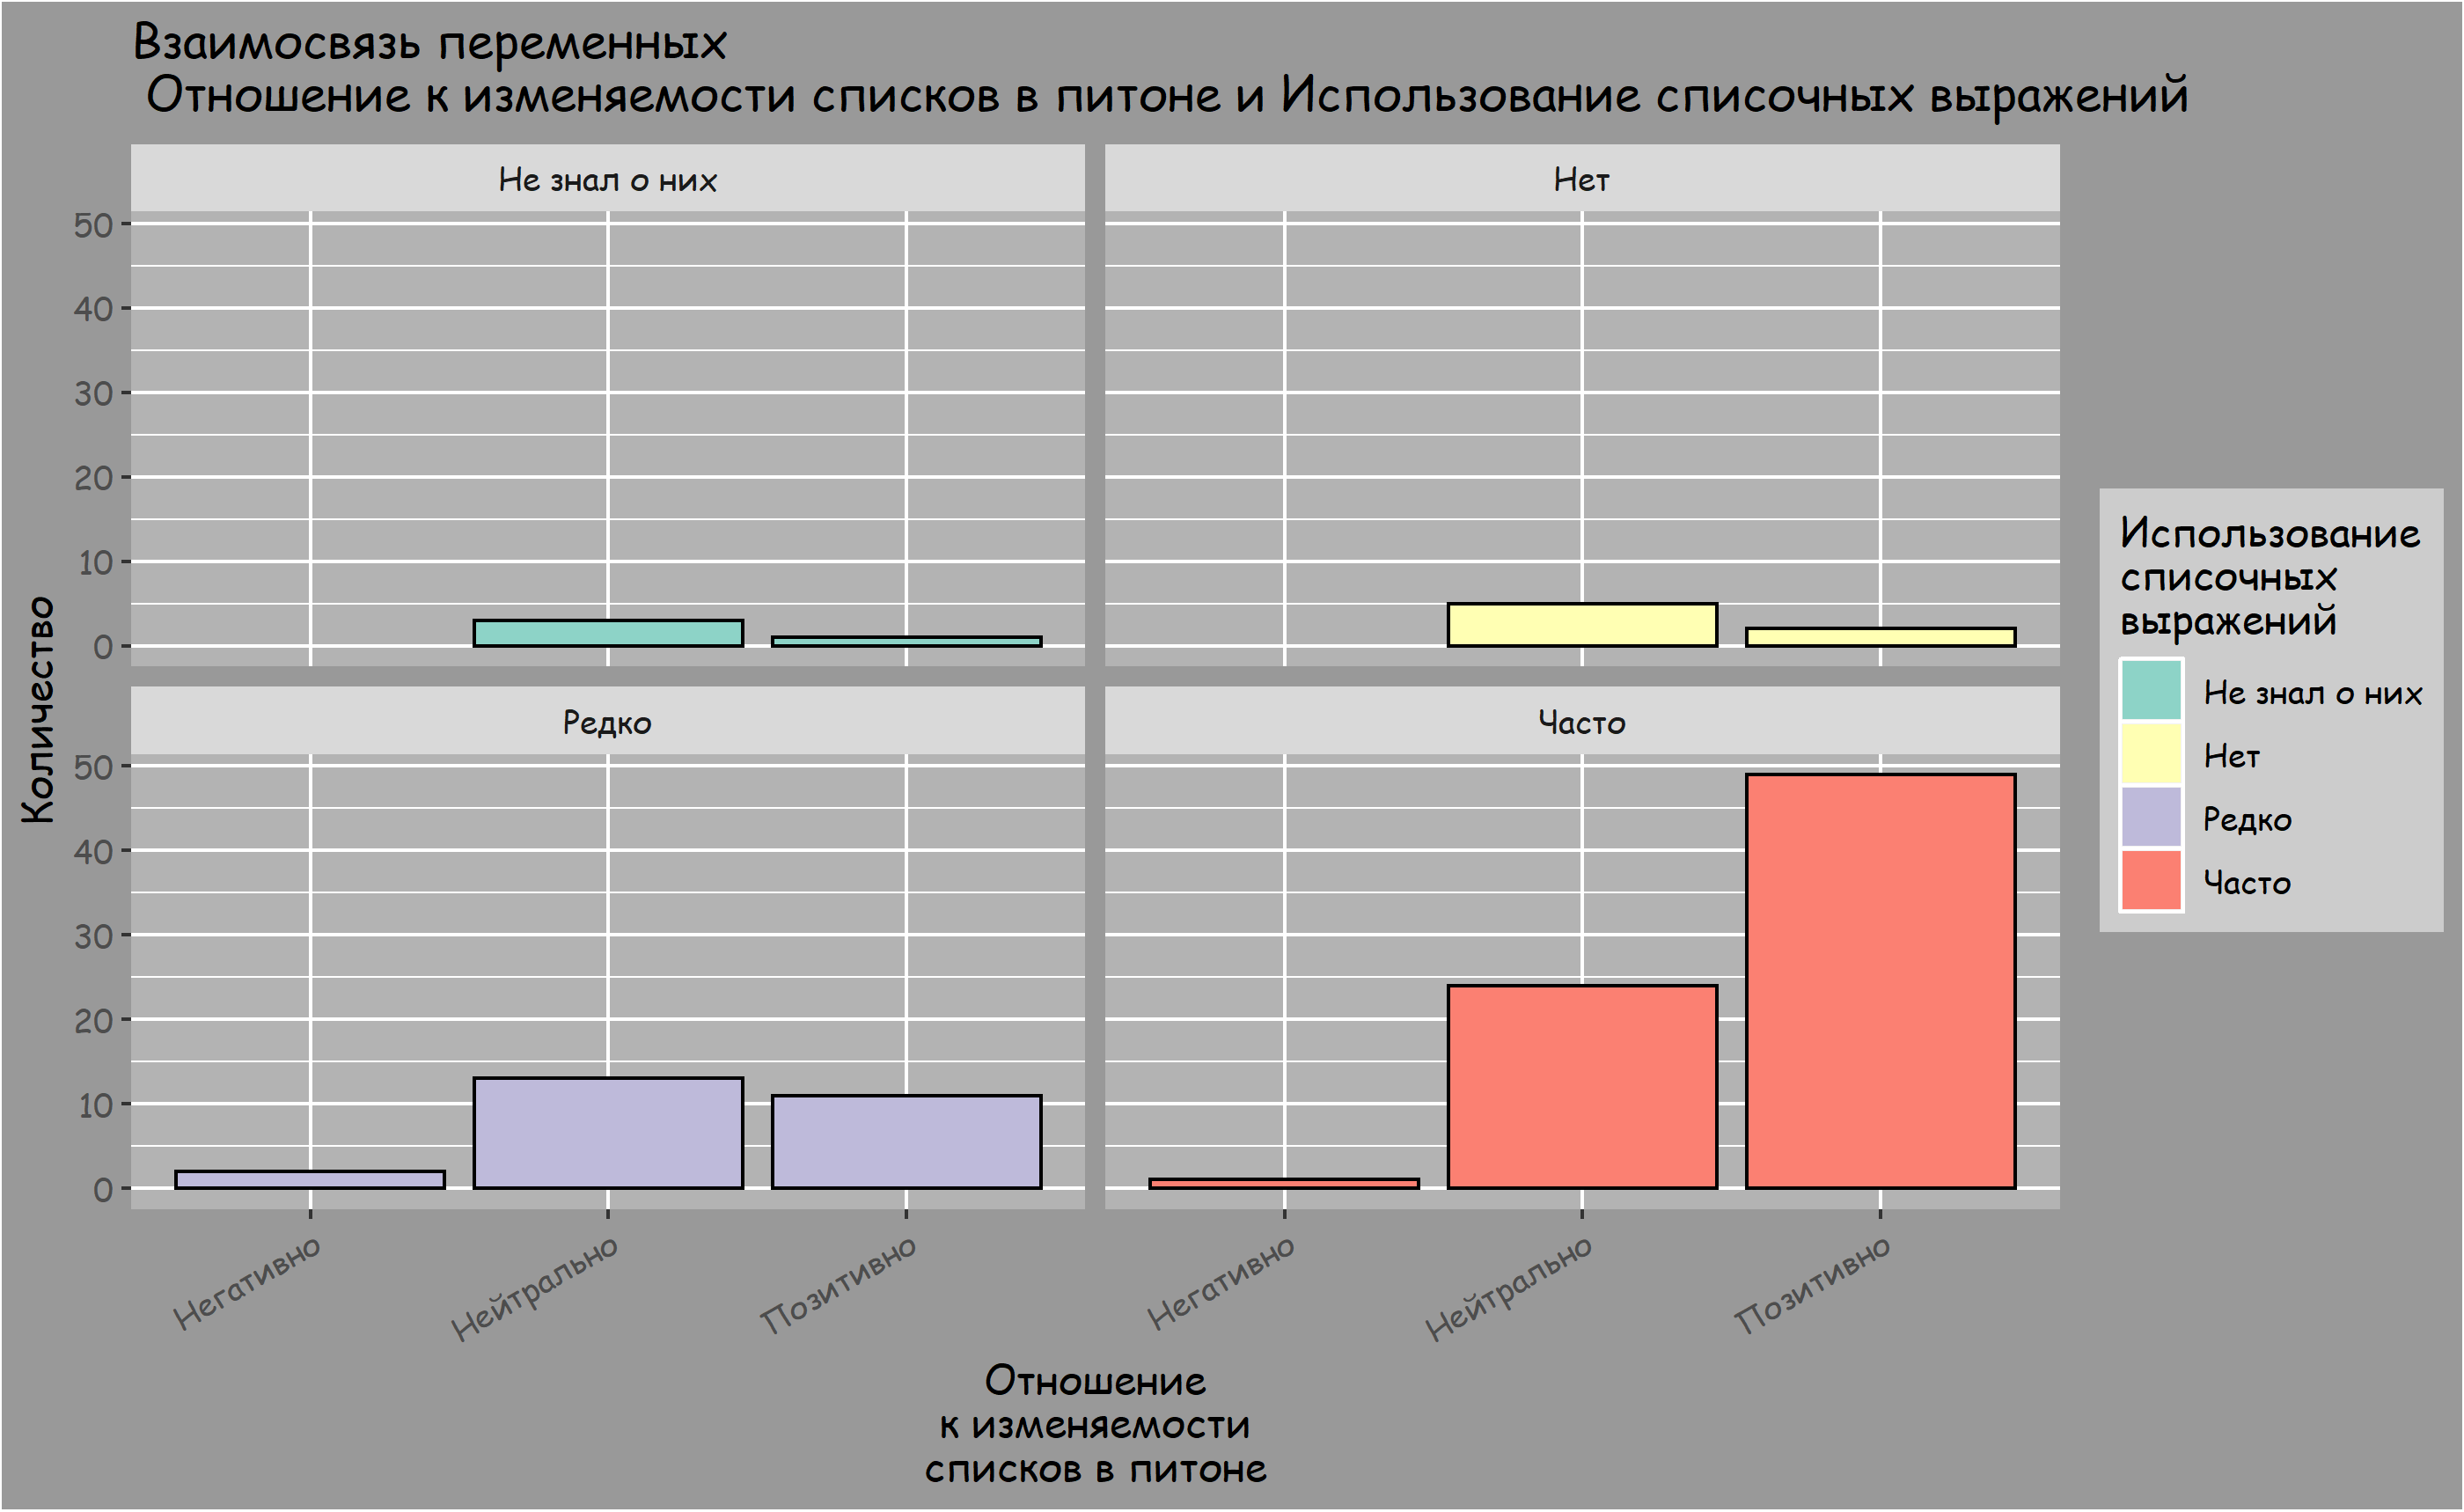 Взаимосвязь переменных
Отношение к изменяемости списков в питоне и Использование списочных выражений
Не знал о них
Нет
50
40
30
20
10
0
Редко
Часто
50
40
30
20
10
0
Количество
Негативно
Нейтрально
Позитивно
Негативно
Нейтрально
Позитивно
Отношение
к изменяемости
списков в питоне
Использование
списочных
выражений
Не знал о них
Нет
Редко
Часто